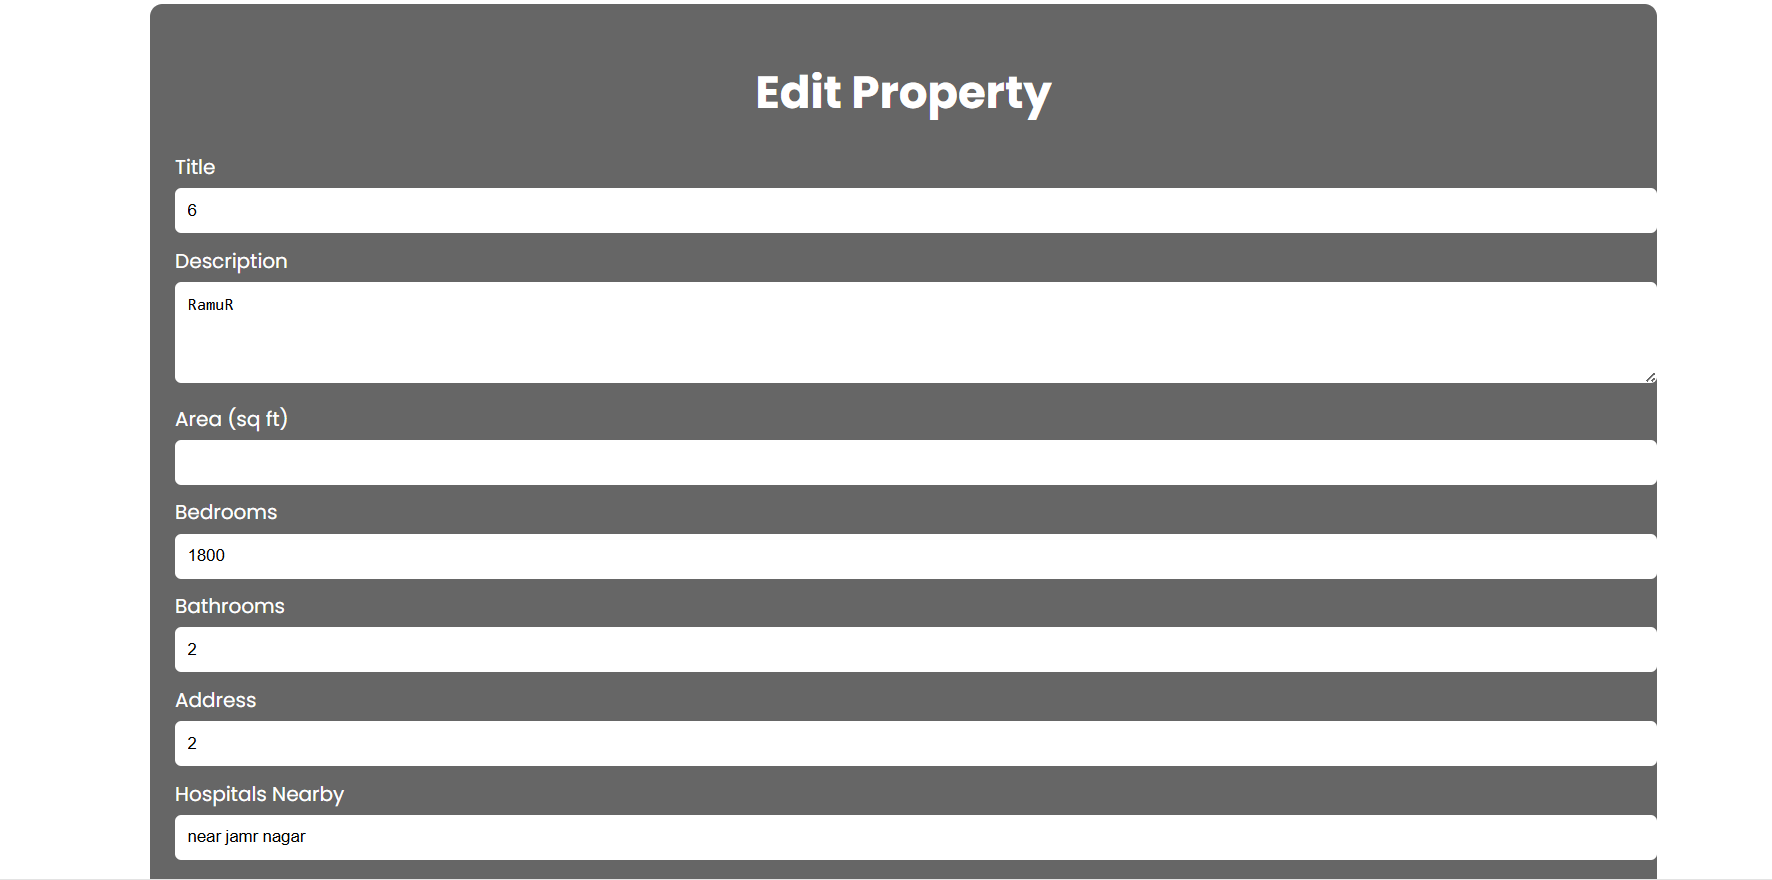 Edit Property
Title
6
Description
RamuR
Area (sq ft)
Bedrooms
1800
Bathrooms
2
Address
2
Hospitals Nearby
near jamr nagar